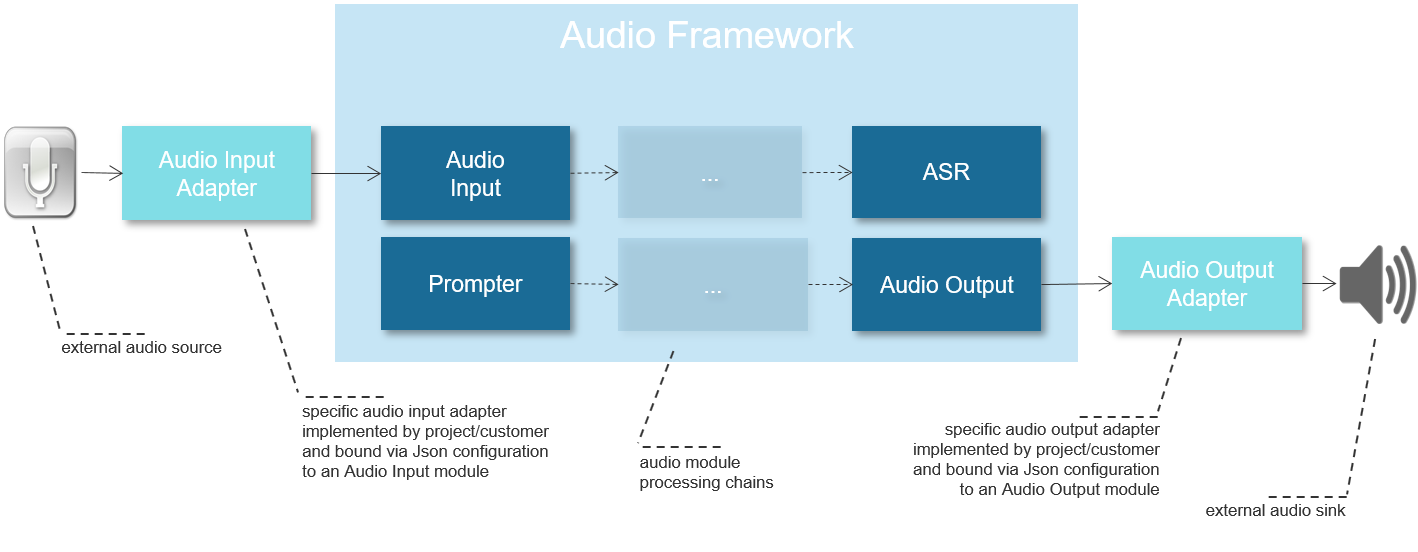 Audio Framework
Audio Input
Adapter
Audio
Input
...
ASR
Prompter
...
Audio Output
Audio Output
Adapter
external audio source
specific audio input adapter
implemented by project/customer
and bound via Json configuration
to an Audio Input module
audio module
processing chains
specific audio output adapter
implemented by project/customer
and bound via Json configuration
to an Audio Output module
external audio sink